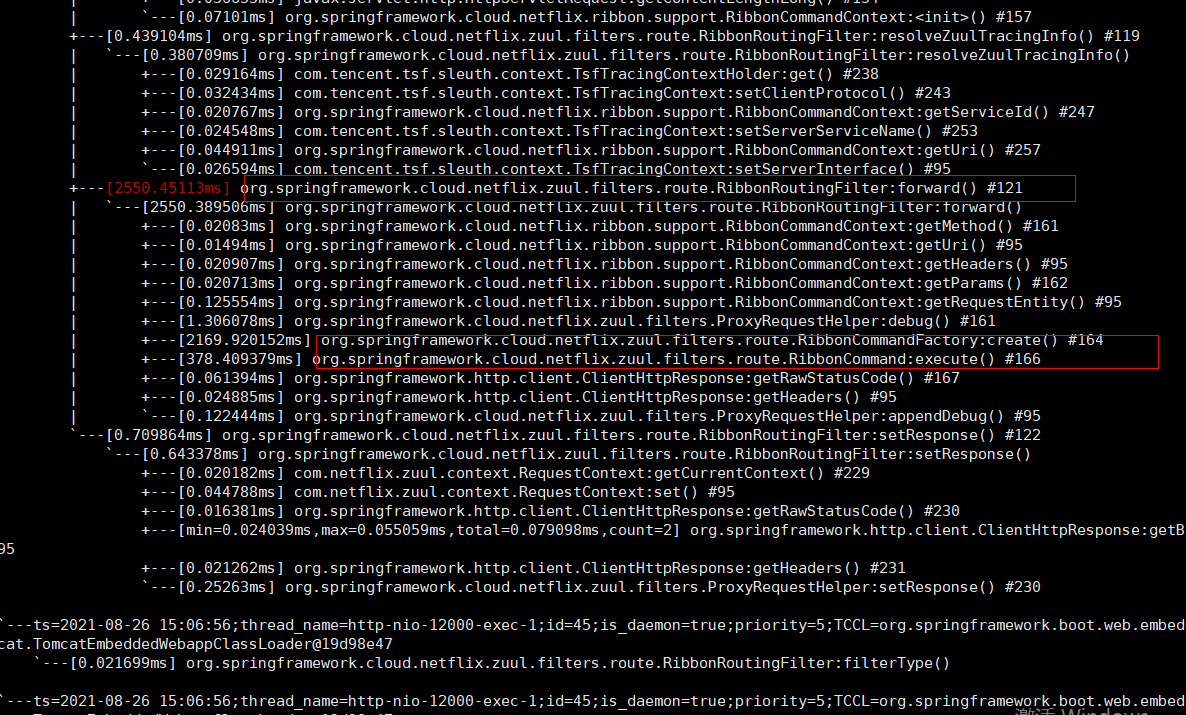 |       `---[0.07101ms] org.springframework.cloud.netflix.ribbon.support.RibbonCommandContext:<init>() #157
+---[0.439104ms] org.springframework.cloud.netflix.zuul.filters.route.RibbonRoutingFilter:resolveZuulTracingInfo() #119
|   `---[0.380709ms] org.springframework.cloud.netflix.zuul.filters.route.RibbonRoutingFilter:resolveZuulTracingInfo()
|       +---[0.029164ms] com.tencent.tsf.sleuth.context.TsfTracingContextHolder:get() #238
|       +---[0.032434ms] com.tencent.tsf.sleuth.context.TsfTracingContext:setClientProtocol() #243
|       +---[0.020767ms] org.springframework.cloud.netflix.ribbon.support.RibbonCommandContext:getServiceId() #247
|       +---[0.024548ms] com.tencent.tsf.sleuth.context.TsfTracingContext:setServerServiceName() #253
|       +---[0.044911ms] org.springframework.cloud.netflix.ribbon.support.RibbonCommandContext:getUri() #257
|       `---[0.026594ms] com.tencent.tsf.sleuth.context.TsfTracingContext:setServerInterface() #95
+---[2550.45113ms] org.springframework.cloud.netflix.zuul.filters.route.RibbonRoutingFilter:forward() #121
|   `---[2550.389506ms] org.springframework.cloud.netflix.zuul.filters.route.RibbonRoutingFilter:forward()
|       +---[0.02083ms] org.springframework.cloud.netflix.ribbon.support.RibbonCommandContext:getMethod() #161
|       +---[0.01494ms] org.springframework.cloud.netflix.ribbon.support.RibbonCommandContext:getUri() #95
|       +---[0.020907ms] org.springframework.cloud.netflix.ribbon.support.RibbonCommandContext:getHeaders() #95
|       +---[0.020713ms] org.springframework.cloud.netflix.ribbon.support.RibbonCommandContext:getParams() #162
|       +---[0.125554ms] org.springframework.cloud.netflix.ribbon.support.RibbonCommandContext:getRequestEntity() #95
|       +---[1.306078ms] org.springframework.cloud.netflix.zuul.filters.ProxyRequestHelper:debug() #161
|       +---[2169.920152ms] org.springframework.cloud.netflix.zuul.filters.route.RibbonCommandFactory:create() #164
|       +---[378.409379ms] org.springframework.cloud.netflix.zuul.filters.route.RibbonCommand:execute() #166
|       +---[0.061394ms] org.springframework.http.client.ClientHttpResponse:getRawStatusCode() #167
|       +---[0.024885ms] org.springframework.http.client.ClientHttpResponse:getHeaders() #95
|       `---[0.122444ms] org.springframework.cloud.netflix.zuul.filters.ProxyRequestHelper:appendDebug() #95
`---[0.709864ms] org.springframework.cloud.netflix.zuul.filters.route.RibbonRoutingFilter:setResponse() #122
`---[0.643378ms] org.springframework.cloud.netflix.zuul.filters.route.RibbonRoutingFilter:setResponse()
+---[0.020182ms] com.netflix.zuul.context.RequestContext:getCurrentContext() #229
+---[0.044788ms] com.netflix.zuul.context.RequestContext:set() #95
+---[0.016381ms] org.springframework.http.client.ClientHttpResponse:getRawStatusCode() #230
+---[min=0.024039ms,max=0.055059ms,total=0.079098ms,count=2] org.springframework.http.client.ClientHttpResponse:getB
95
+---[0.021262ms] org.springframework.http.client.ClientHttpResponse:getHeaders() #231
`---[0.25263ms] org.springframework.cloud.netflix.zuul.filters.ProxyRequestHelper:setResponse() #230
`---ts=2021-08-26 15:06:56;thread_name=http-nio-12000-exec-1;id=45;is_daemon=true;priority=5;TCCL=org.springframework.boot.web.embed
cat.TomcatEmbeddedWebappClassLoader@19d98e47
`---[0.021699ms] org.springframework.cloud.netflix.zuul.filters.route.RibbonRoutingFilter:filterType()
`---ts=2021-08-26 15:06:56;thread_name=http-nio-12000-exec-1;id=45;is_daemon=true;priority=5;TCCL=org.springframework.boot.web.embed
激活 Windows